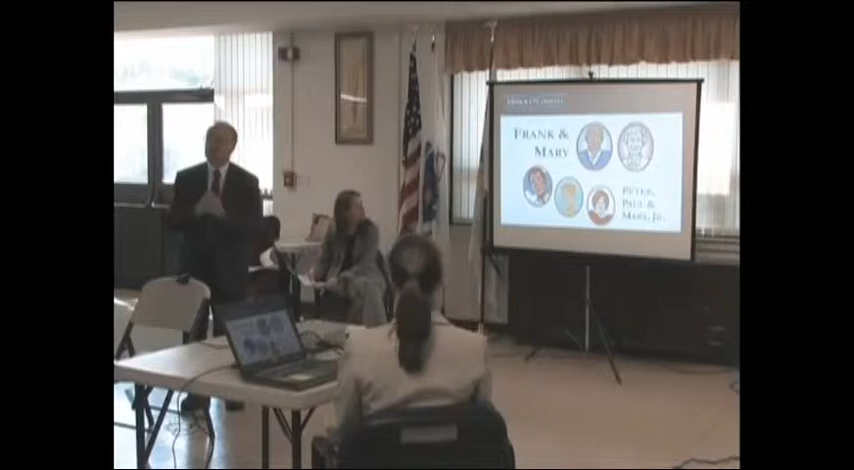 FRANK &
MARY
PETER,
PAUL &
MARY, JR.